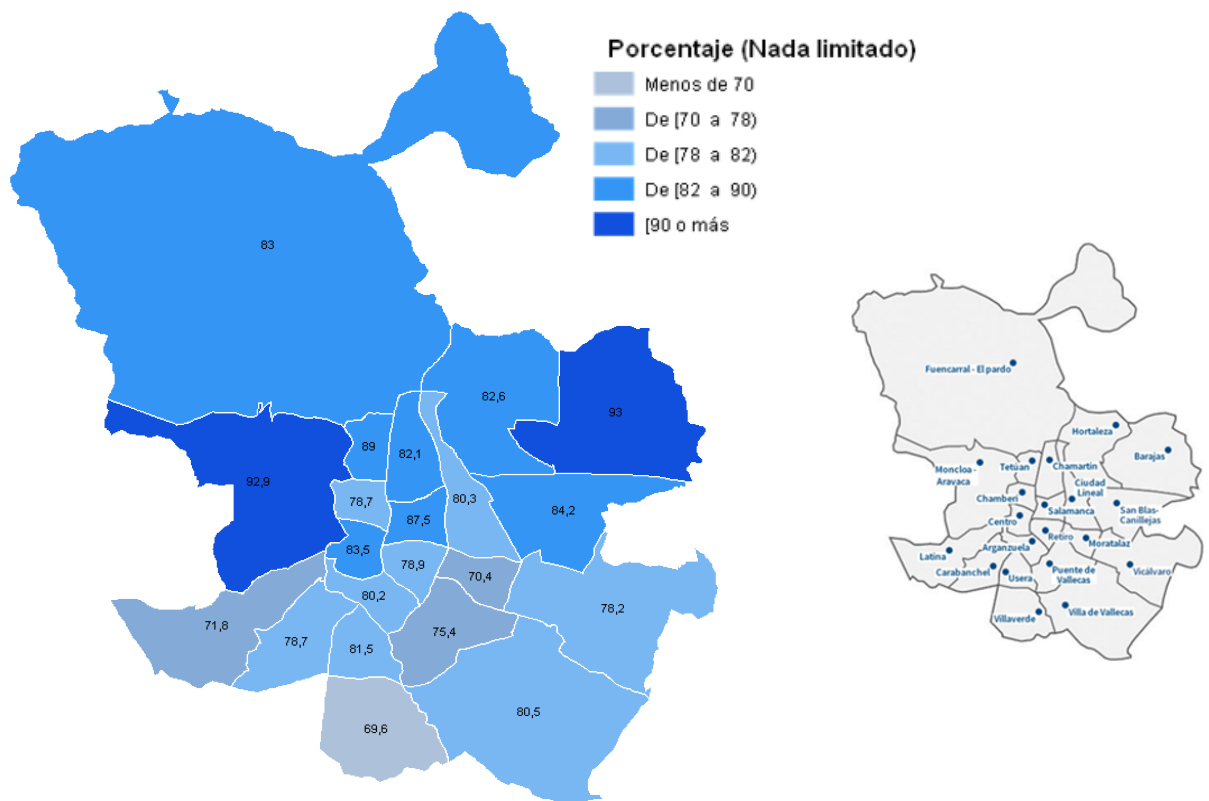 Porcentaje (Nada limitado)
Menos de 70
De [70 a 78)
De [78 a 82)
De [82 a 90)
[90 o más
83
82,6
93
89
82,1
92,9
78,7
80,3
84,2
87,5
83,5
78,9
70,4
80,2
78,2
71,8
75,4
78,7
81,5
80,5
69,6
Fuencarral - El pardo
Hortaleza
Barajas
Moncloa -
Aravaca
Tetúan
Chamartín
Ciudad
Lineal
Chamberí
Salamanca
San Blas-
Canillejas
Centro
Retiro
Moratalaz
Arganzuela
Latina
Carabanchel
Usera
Puente de
Vallecas
Vicálvaro
Villaverde
Villa de Vallecas